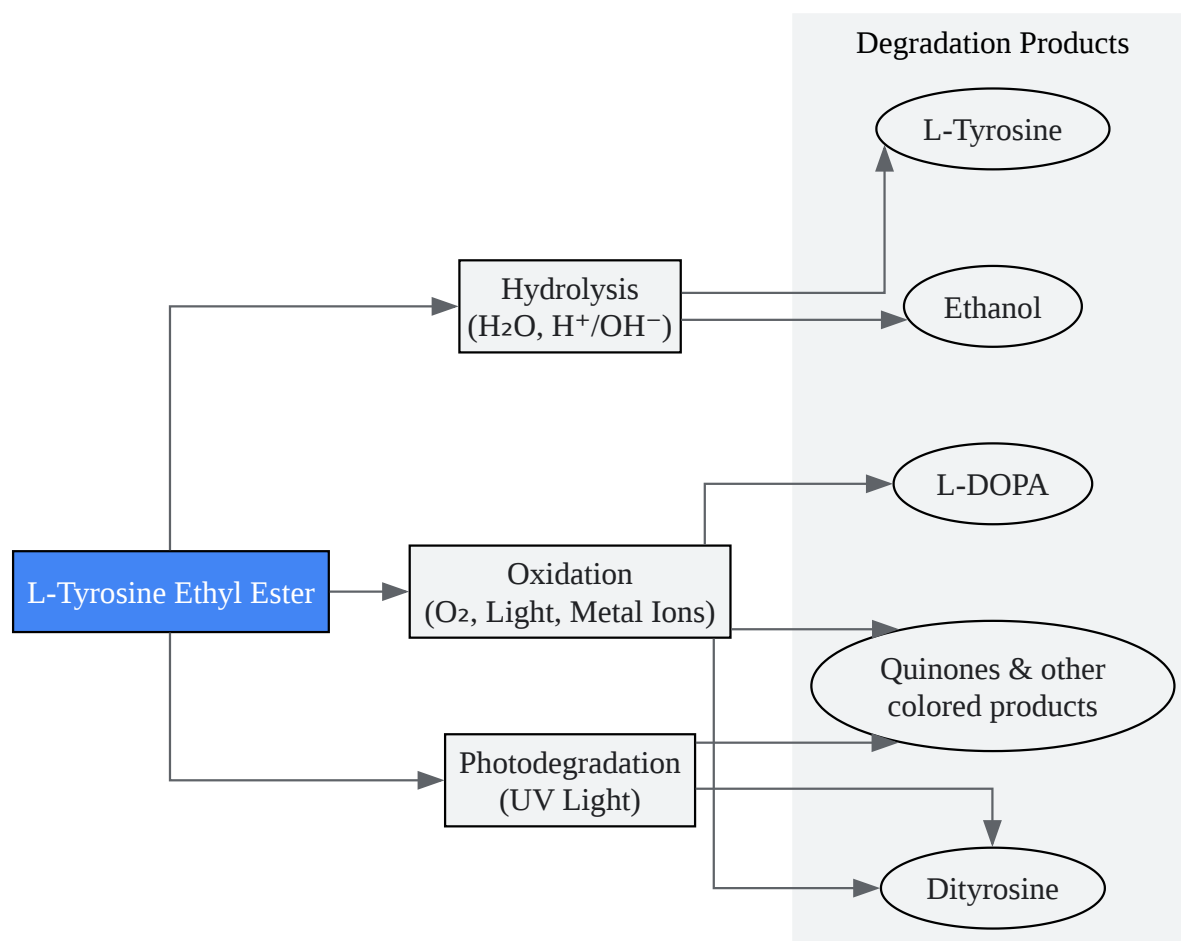 Degradation Products
L-Tyrosine
Hydrolysis
(H₂O, H⁺/OH⁻)
Ethanol
L-DOPA
L-Tyrosine Ethyl Ester
Oxidation
(O₂, Light, Metal Ions)
Quinones & other
colored products
Photodegradation
(UV Light)
Dityrosine